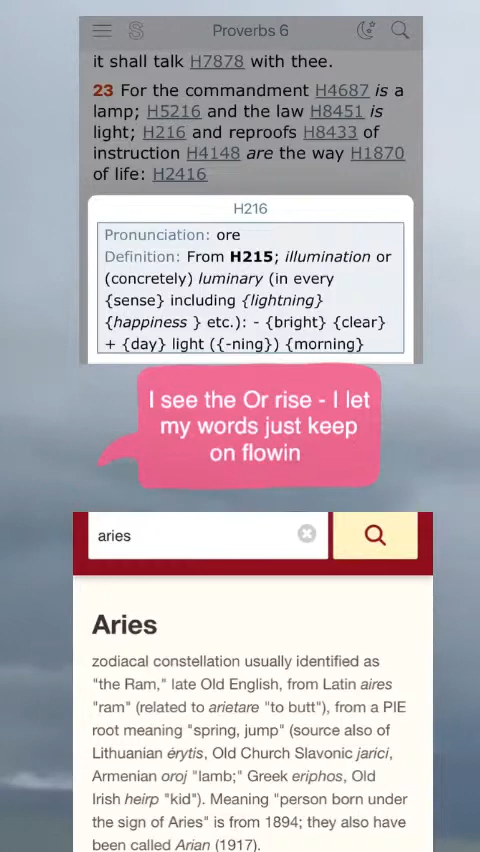 Proverbs 6
it shall talk H7878 with thee.
23 For the commandment H4687 is a
lamp; H5216 and the law H8451 is
light; H216 and reproofs H8433 of
instruction H4148 are the way H1870
of life: H2416
H216
Pronunciation: ore
Definition: From H215; illumination or
(concretely) luminary (in every
{sense} including {lightning}
{happiness } etc.): - {bright} {clear}
+ {day} light ({-ning}) {morning}
I see the Or rise - I let
my words just keep
on flowin
aries
Aries
zodiacal constellation usually identified as
"the Ram," late Old English, from Latin aires
"ram" (related to arietare "to butt"), from a PIE
root meaning "spring, jump" (source also of
Lithuanian ėrytis, Old Church Slavonic jarici,
Armenian oroj "lamb;" Greek eriphos, Old
Irish heirp "kid"). Meaning "person born under
the sign of Aries" is from 1894; they also have
been called Arian (1917).